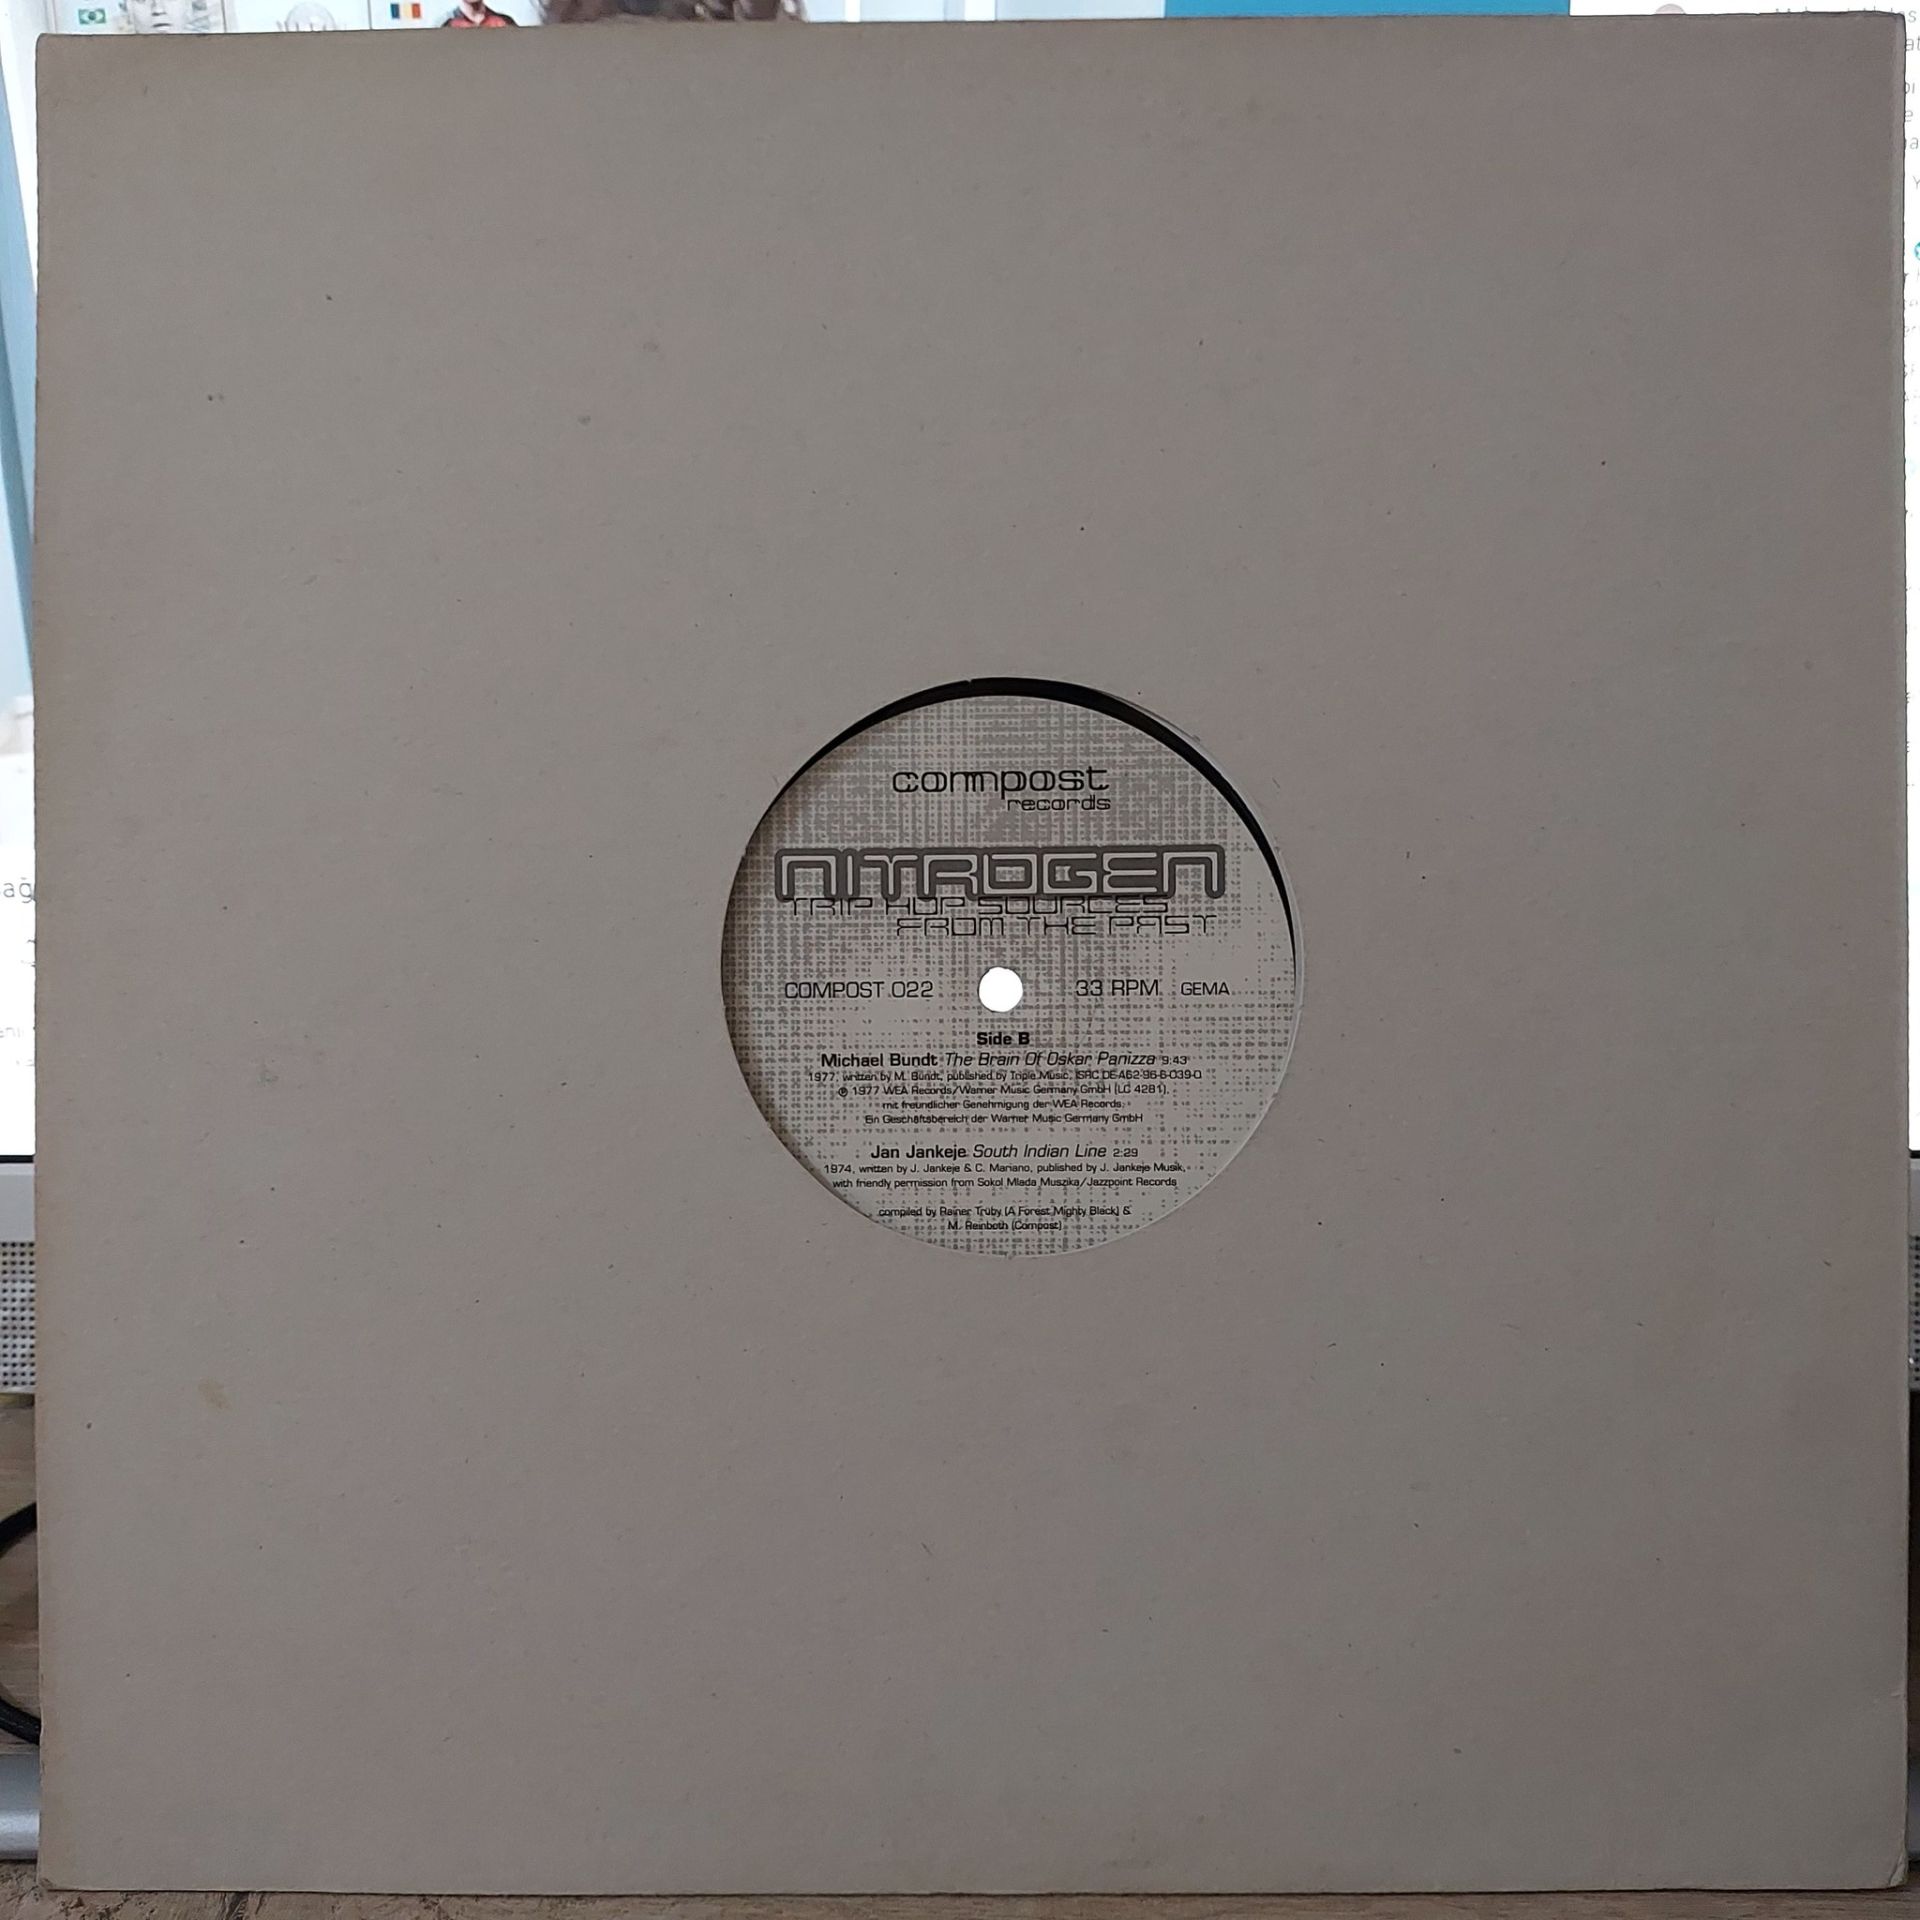 compost
records
NITROGEN
TRIP HOP SOURCES
FROM THE PAST
COMPOST 022 33 RPM GEMA
Side B
Michael Bundt The Brain Of Oskar Panizza 9:43
1977, written by M. Bundt, published by Triple Music, ISRC DE-A62-96-6-039-0
℗ 1977 WEA Records/Warner Music Germany GmbH (LC 4281),
mit freundlicher Genehmigung der WEA Records,
Ein Geschäftsbereich der Warner Music Germany GmbH
Jan Jankeje South Indian Line 2:29
1974, written by J. Jankeje & C. Mariano, published by J. Jankeje Musik,
with friendly permission from Sokol Mlada Muszika/Jazzpoint Records
compiled by Rainer Trüby (A Forest Mighty Black) &
M. Reinboth (Compost)